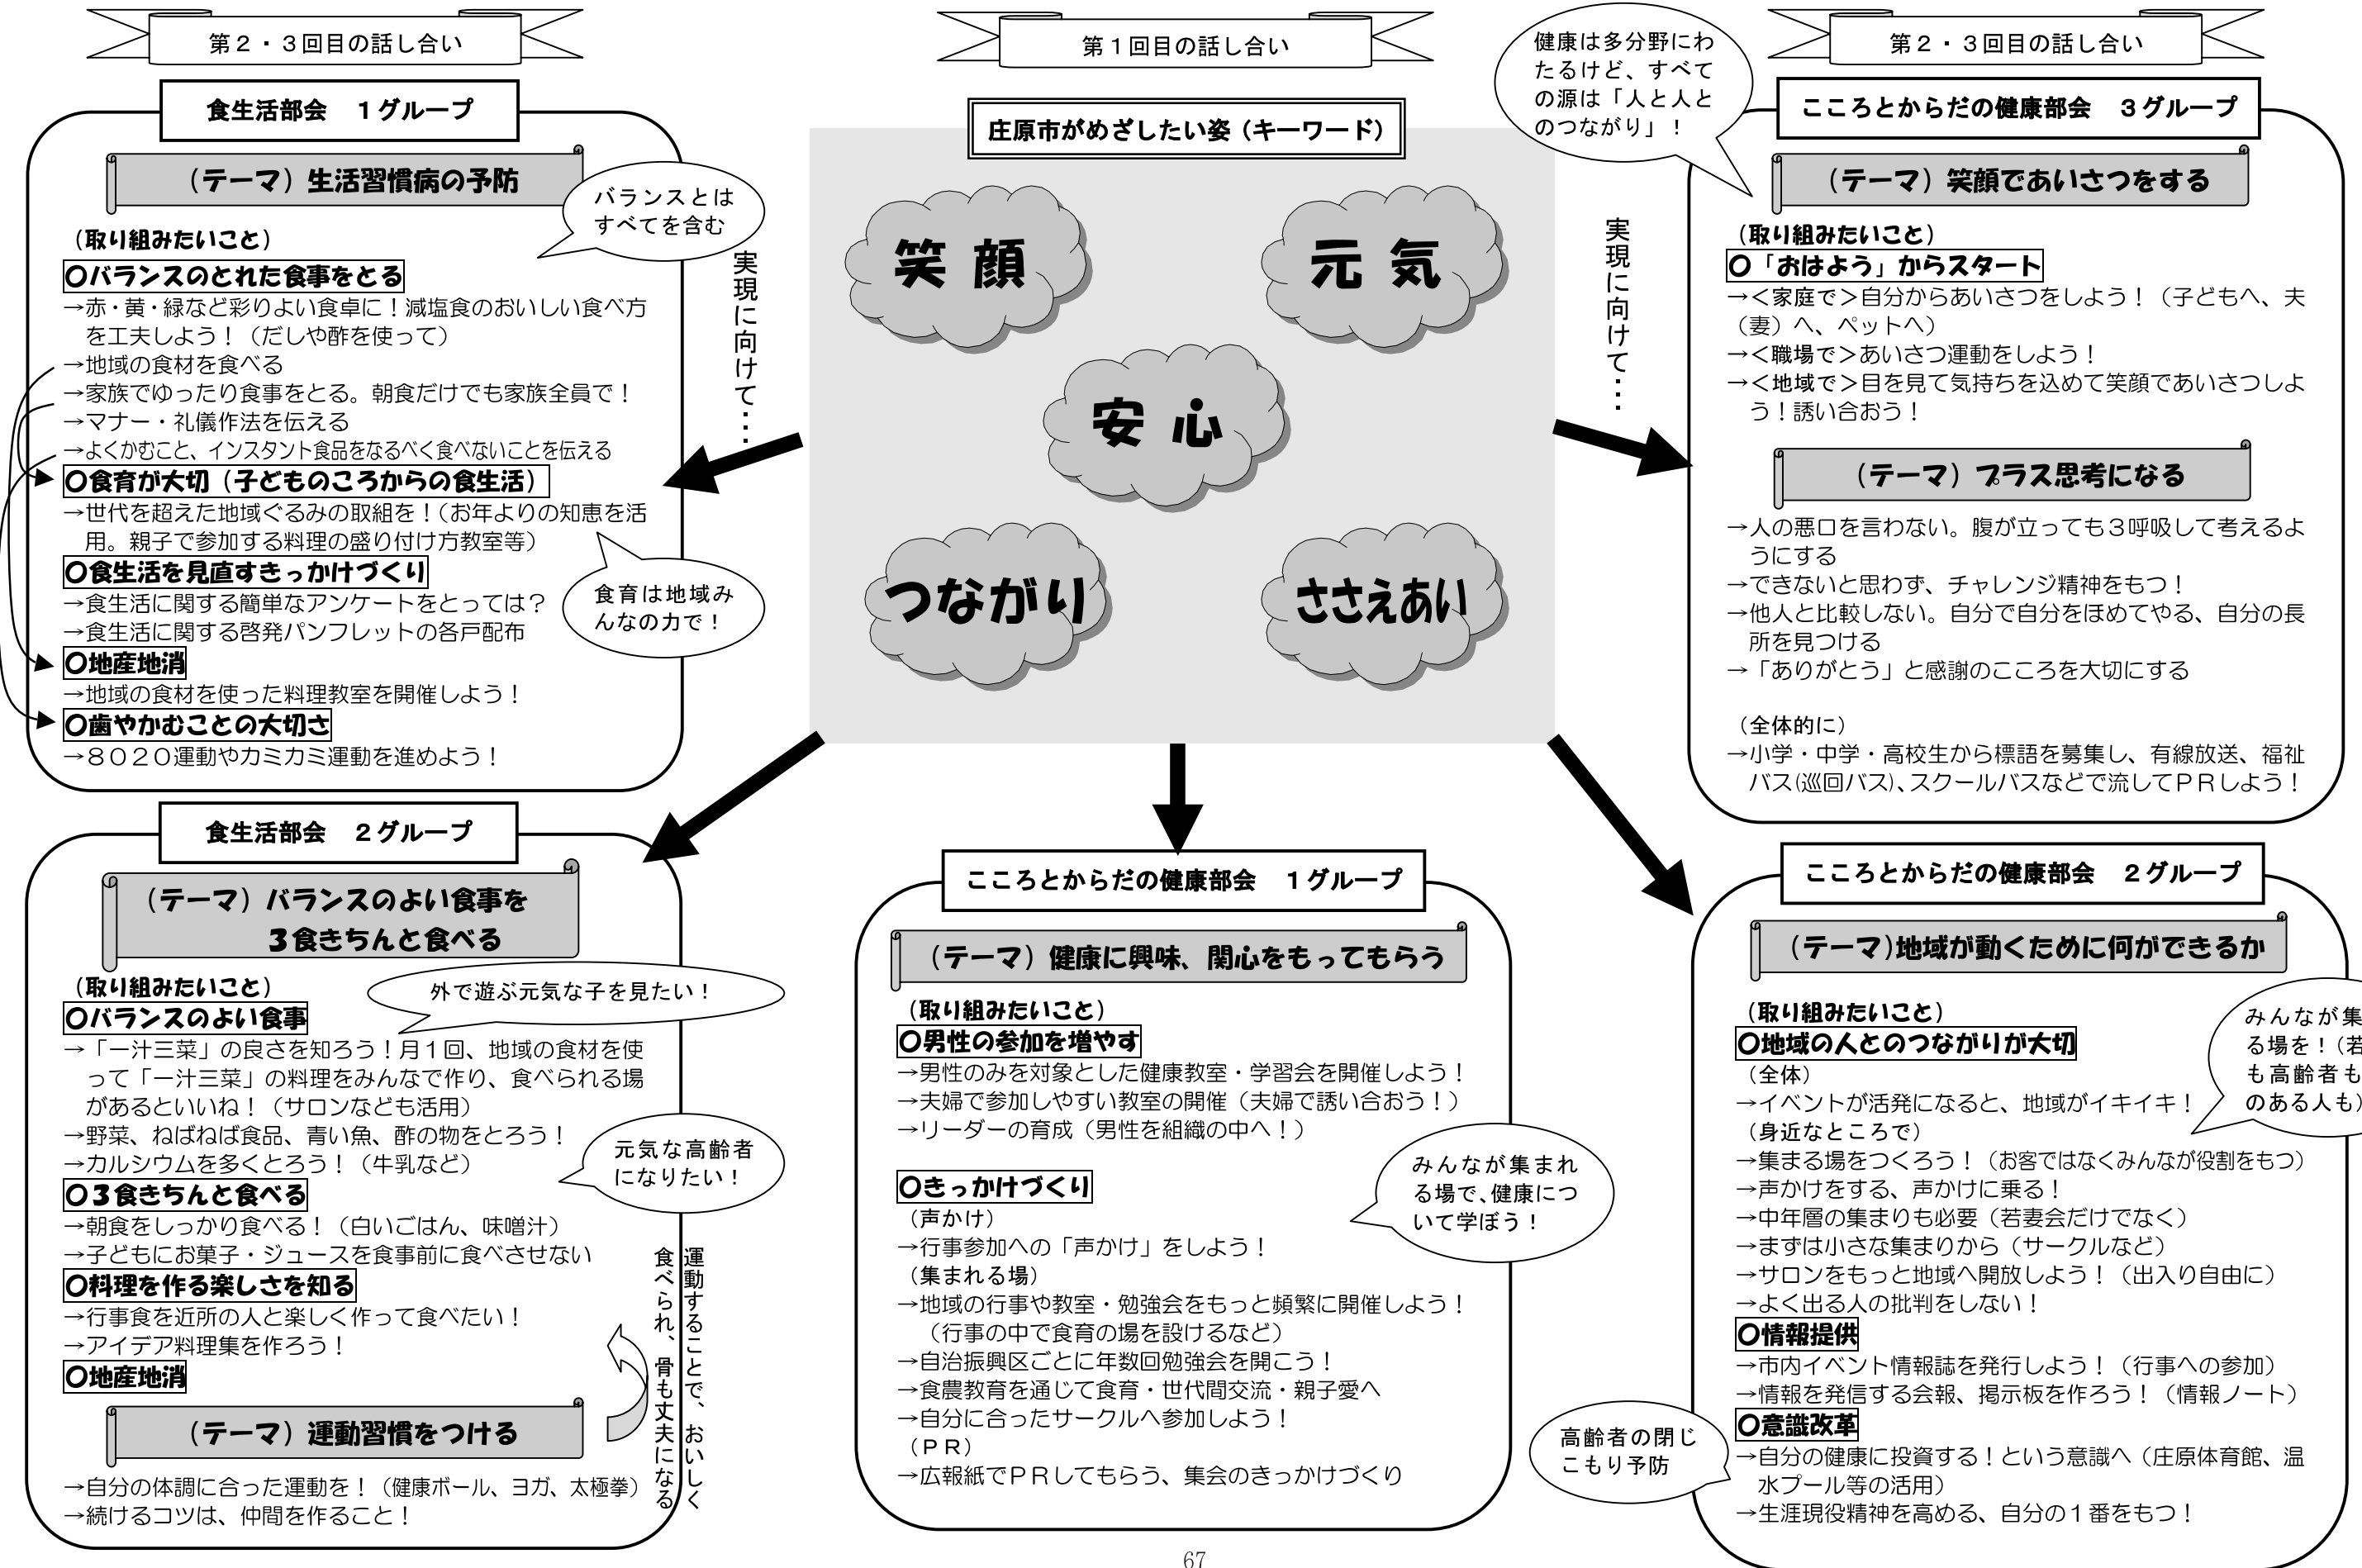 第２・３回目の話し合い
食生活部会　１グループ
（テーマ）生活習慣病の予防
バランスとは
すべてを含む
（取り組みたいこと）
〇バランスのとれた食事をとる
→赤・黄・緑など彩りよい食卓に！減塩食のおいしい食べ方
を工夫しよう！（だしや酢を使って）
→地域の食材を食べる
→家族でゆったり食事をとる。朝食だけでも家族全員で！
→マナー・礼儀作法を伝える
→よくかむこと、インスタント食品をなるべく食べないことを伝える
〇食育が大切（子どものころからの食生活）
→世代を超えた地域ぐるみの取組を！（お年よりの知恵を活
用。親子で参加する料理の盛り付け方教室等）
〇食生活を見直すきっかけづくり
→食生活に関する簡単なアンケートをとっては？
→食生活に関する啓発パンフレットの各戸配布
食育は地域み
んなの力で！
〇地産地消
→地域の食材を使った料理教室を開催しよう！
〇歯やかむことの大切さ
→８０２０運動やカミカミ運動を進めよう！
食生活部会　２グループ
（テーマ）バランスのよい食事を
３食きちんと食べる
（取り組みたいこと）
外で遊ぶ元気な子を見たい！
〇バランスのよい食事
→「一汁三菜」の良さを知ろう！月１回、地域の食材を使
って「一汁三菜」の料理をみんなで作り、食べられる場
があるといいね！（サロンなども活用）
→野菜、ねばねば食品、青い魚、酢の物をとろう！
→カルシウムを多くとろう！（牛乳など）
元気な高齢者
になりたい！
〇３食きちんと食べる
→朝食をしっかり食べる！（白いごはん、味噌汁）
→子どもにお菓子・ジュースを食事前に食べさせない
〇料理を作る楽しさを知る
→行事食を近所の人と楽しく作って食べたい！
→アイデア料理集を作ろう！
〇地産地消
運動することで、おいしく
食べられ、骨も丈夫になる
（テーマ）運動習慣をつける
→自分の体調に合った運動を！（健康ボール、ヨガ、太極拳）
→続けるコツは、仲間を作ること！
第１回目の話し合い
庄原市がめざしたい姿（キーワード）
笑顔
元気
安心
つながり
ささえあい
実現に向けて…
実現に向けて…
こころとからだの健康部会　１グループ
（テーマ）健康に興味、関心をもってもらう
（取り組みたいこと）
〇男性の参加を増やす
→男性のみを対象とした健康教室・学習会を開催しよう！
→夫婦で参加しやすい教室の開催（夫婦で誘い合おう！）
→リーダーの育成（男性を組織の中へ！）
みんなが集まれ
る場で、健康につ
いて学ぼう！
〇きっかけづくり
（声かけ）
→行事参加への「声かけ」をしよう！
（集まれる場）
→地域の行事や教室・勉強会をもっと頻繁に開催しよう！
（行事の中で食育の場を設けるなど）
→自治振興区ごとに年数回勉強会を開こう！
→食農教育を通じて食育・世代間交流・親子愛へ
→自分に合ったサークルへ参加しよう！
（ＰＲ）
→広報紙でＰＲしてもらう、集会のきっかけづくり
第２・３回目の話し合い
健康は多分野にわ
たるけど、すべて
の源は「人と人と
のつながり」！
こころとからだの健康部会　３グループ
（テーマ）笑顔であいさつをする
（取り組みたいこと）
〇「おはよう」からスタート
→＜家庭で＞自分からあいさつをしよう！（子どもへ、夫
（妻）へ、ペットへ）
→＜職場で＞あいさつ運動をしよう！
→＜地域で＞目を見て気持ちを込めて笑顔であいさつしよ
う！誘い合おう！
（テーマ）プラス思考になる
→人の悪口を言わない。腹が立っても３呼吸して考えるよ
うにする
→できないと思わず、チャレンジ精神をもつ！
→他人と比較しない。自分で自分をほめてやる、自分の長
所を見つける
→「ありがとう」と感謝のこころを大切にする
（全体的に）
→小学・中学・高校生から標語を募集し、有線放送、福祉
バス(巡回バス)、スクールバスなどで流してＰＲしよう！
こころとからだの健康部会　２グループ
（テーマ）地域が動くために何ができるか
みんなが集
る場を！（若
も高齢者も
のある人も）
（取り組みたいこと）
〇地域の人とのつながりが大切
（全体）
→イベントが活発になると、地域がイキイキ！
（身近なところで）
→集まる場をつくろう！（お客ではなくみんなが役割をもつ）
→声かけをする、声かけに乗る！
→中年層の集まりも必要（若妻会だけでなく）
→まずは小さな集まりから（サークルなど）
→サロンをもっと地域へ開放しよう！（出入り自由に）
→よく出る人の批判をしない！
〇情報提供
→市内イベント情報誌を発行しよう！（行事への参加）
→情報を発信する会報、掲示板を作ろう！（情報ノート）
〇意識改革
→自分の健康に投資する！という意識へ（庄原体育館、温
水プール等の活用）
→生涯現役精神を高める、自分の１番をもつ！
高齢者の閉じ
こもり予防
67